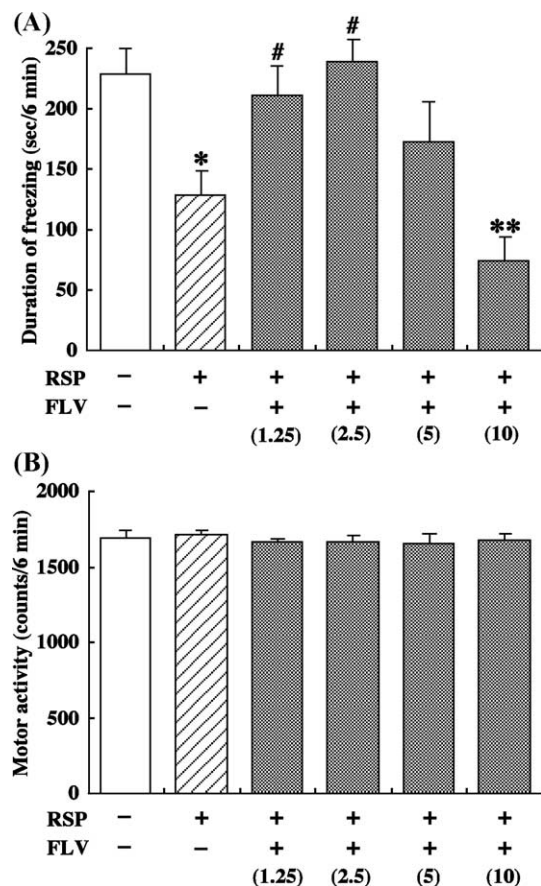 (A)
250
200
150
100
50
0
Duration of freezing (sec/6 min)
*
#
#
**
RSP − + + + + +
FLV − − + + + +
(1.25) (2.5) (5) (10)
(B)
2000
1500
1000
500
0
Motor activity (counts/6 min)
RSP − + + + + +
FLV − − + + + +
(1.25) (2.5) (5) (10)